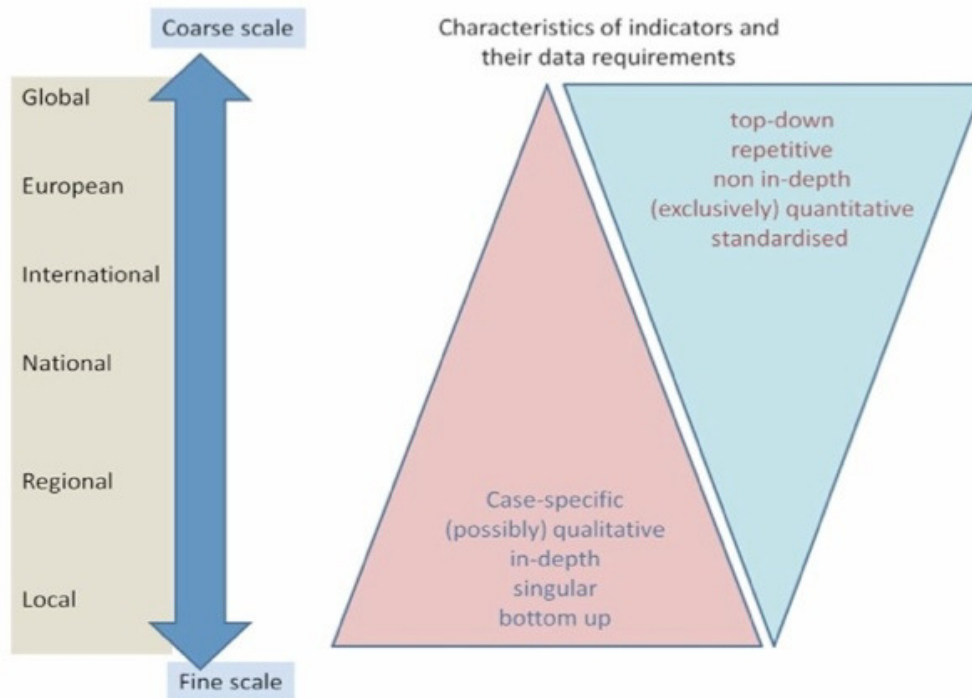 Coarse scale
Global
European
International
National
Regional
Local
Fine scale
Characteristics of indicators and
their data requirements
top-down
repetitive
non in-depth
(exclusively) quantitative
standardised
Case-specific
(possibly) qualitative
in-depth
singular
bottom up